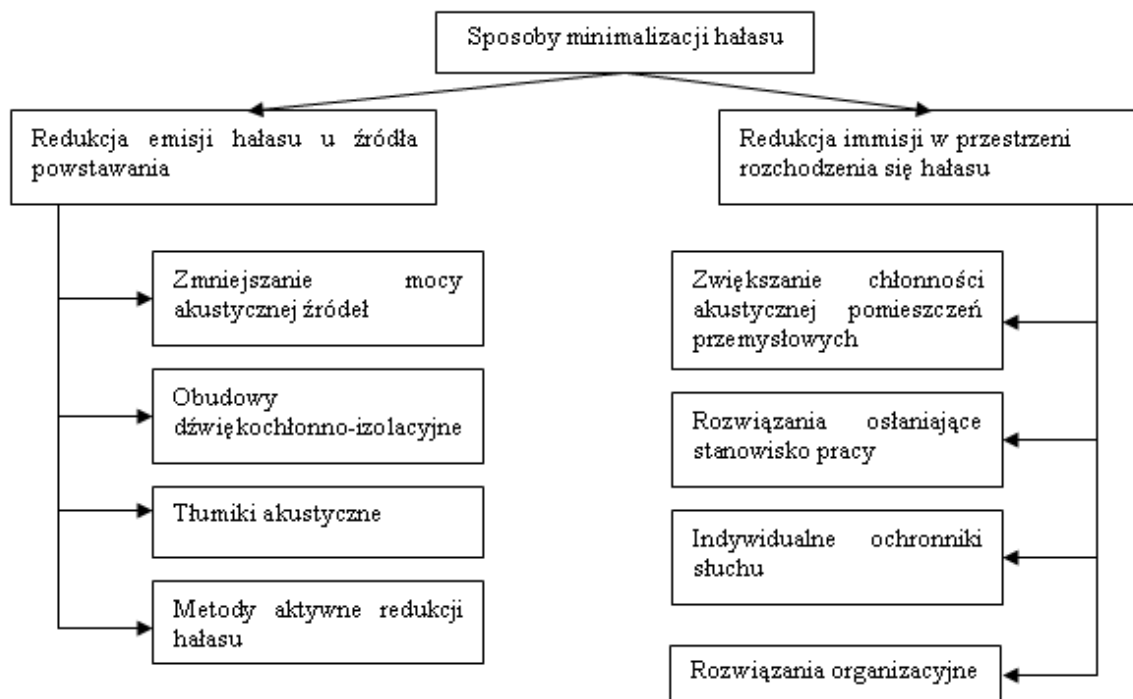 Sposoby minimalizacji hałasu
Redukcja emisji hałasu u źródła
powstawania
Zmniejszanie mocy
akustycznej źródeł
Obudowy
dźwiękochłonno-izolacyjne
Tłumiki akustyczne
Metody aktywne redukcji
hałasu
Redukcja immisji w przestrzeni
rozchodzenia się hałasu
Zwiększanie chłonności
akustycznej pomieszczeń
przemysłowych
Rozwiązania osłaniające
stanowisko pracy
Indywidualne ochronniki
słuchu
Rozwiązania organizacyjne